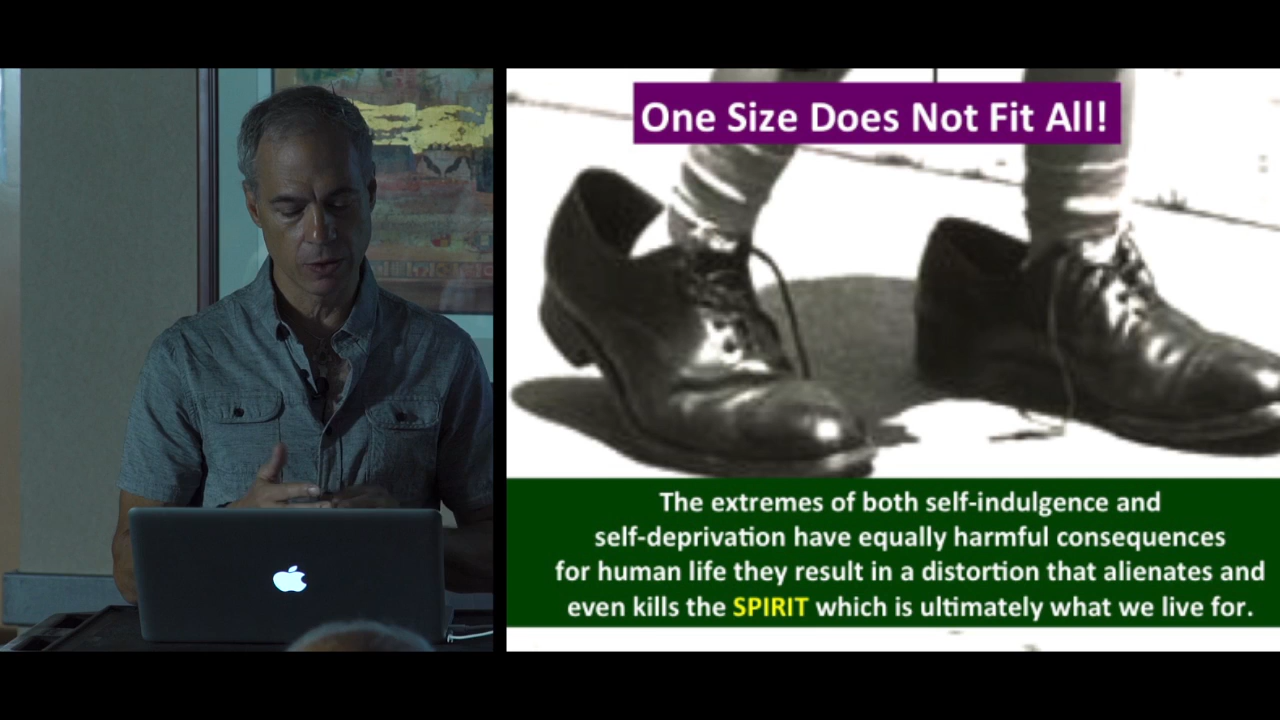 One Size Does Not Fit All!
The extremes of both self-indulgence and
self-deprivation have equally harmful consequences
for human life they result in a distortion that alienates and
even kills the SPIRIT which is ultimately what we live for.